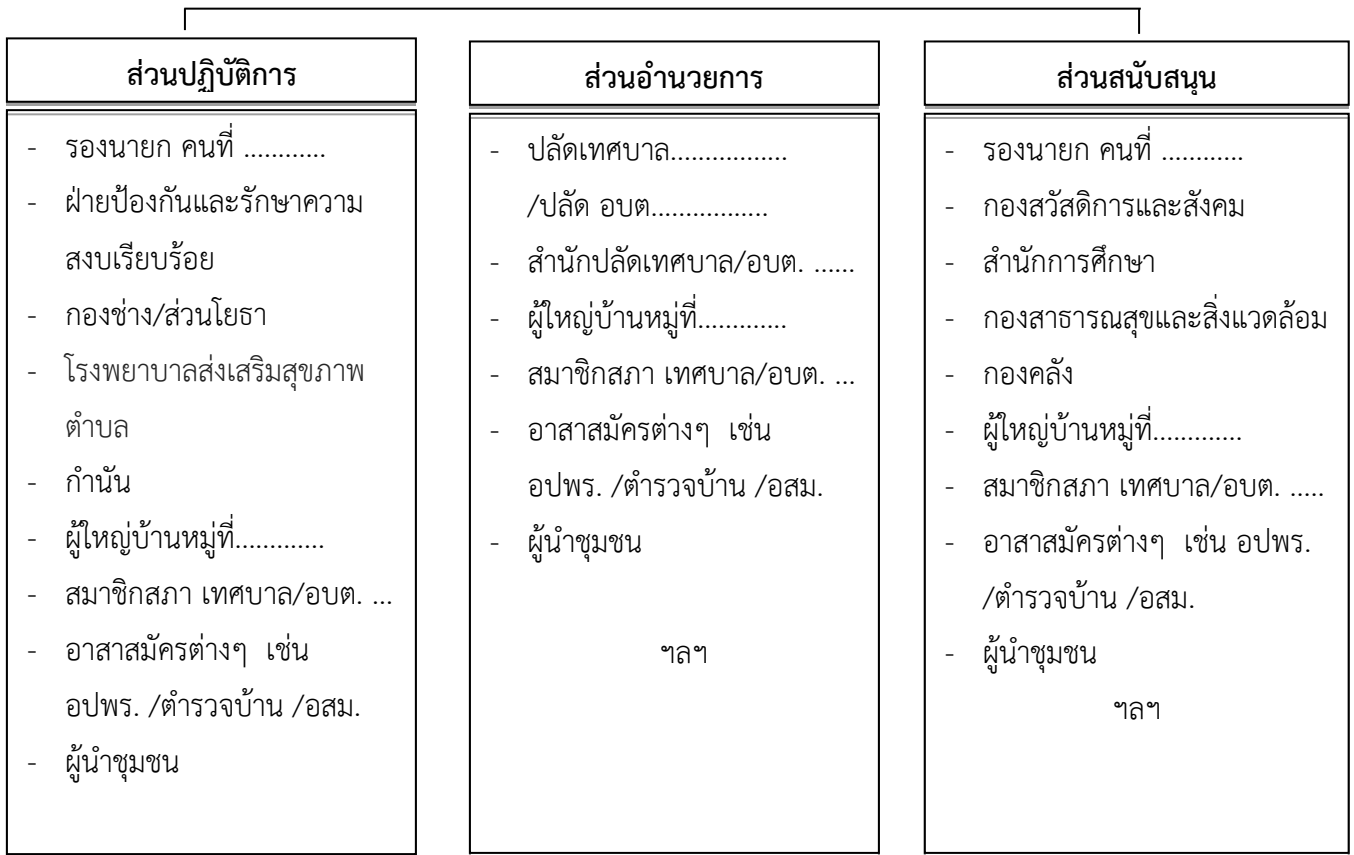 ส่วนปฏิบัติการ
- รองนายก คนที่ ............
- ฝ่ายป้องกันและรักษาความ
สงบเรียบร้อย
- กองช่าง/ส่วนโยธา
- โรงพยาบาลส่งเสริมสุขภาพ
ตำบล
- กำนัน
- ผู้ใหญ่บ้านหมู่ที่.............
- สมาชิกสภา เทศบาล/อบต. ...
- อาสาสมัครต่างๆ เช่น
อปพร. /ตำรวจบ้าน /อสม.
- ผู้นำชุมชน
ส่วนอำนวยการ
- ปลัดเทศบาล.................
/ปลัด อบต.................
- สำนักปลัดเทศบาล/อบต. ......
- ผู้ใหญ่บ้านหมู่ที่.............
- สมาชิกสภา เทศบาล/อบต. ...
- อาสาสมัครต่างๆ เช่น
อปพร. /ตำรวจบ้าน /อสม.
- ผู้นำชุมชน
ฯลฯ
ส่วนสนับสนุน
- รองนายก คนที่ ............
- กองสวัสดิการและสังคม
- สำนักการศึกษา
- กองสาธารณสุขและสิ่งแวดล้อม
- กองคลัง
- ผู้ใหญ่บ้านหมู่ที่.............
- สมาชิกสภา เทศบาล/อบต. .....
- อาสาสมัครต่างๆ เช่น อปพร.
/ตำรวจบ้าน /อสม.
- ผู้นำชุมชน
ฯลฯ